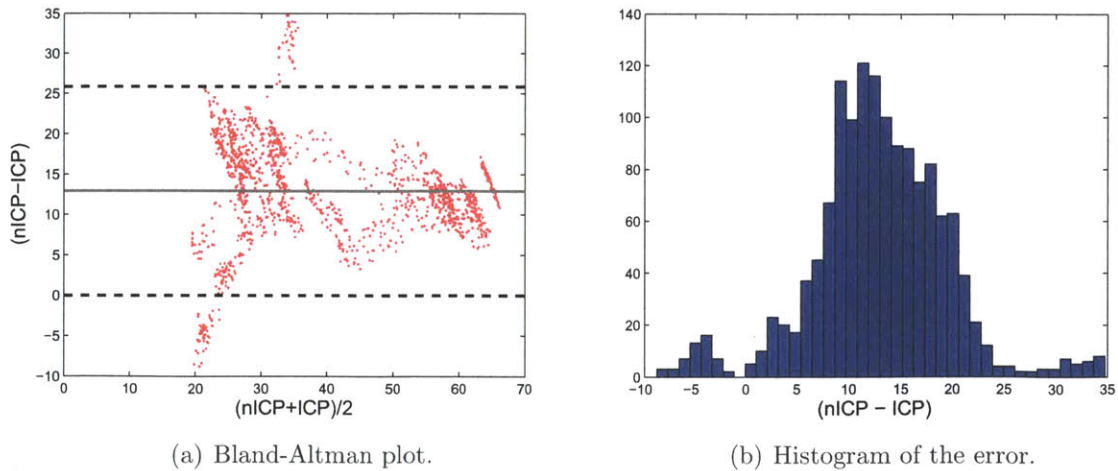 35
30
25
20
15
10
5
0
−5
−10
(nICP−ICP)
0 10 20 30 40 50 60 70
(nICP+ICP)/2
(a) Bland-Altman plot.
140
120
100
80
60
40
20
0
−10 −5 0 5 10 15 20 25 30 35
(nICP − ICP)
(b) Histogram of the error.